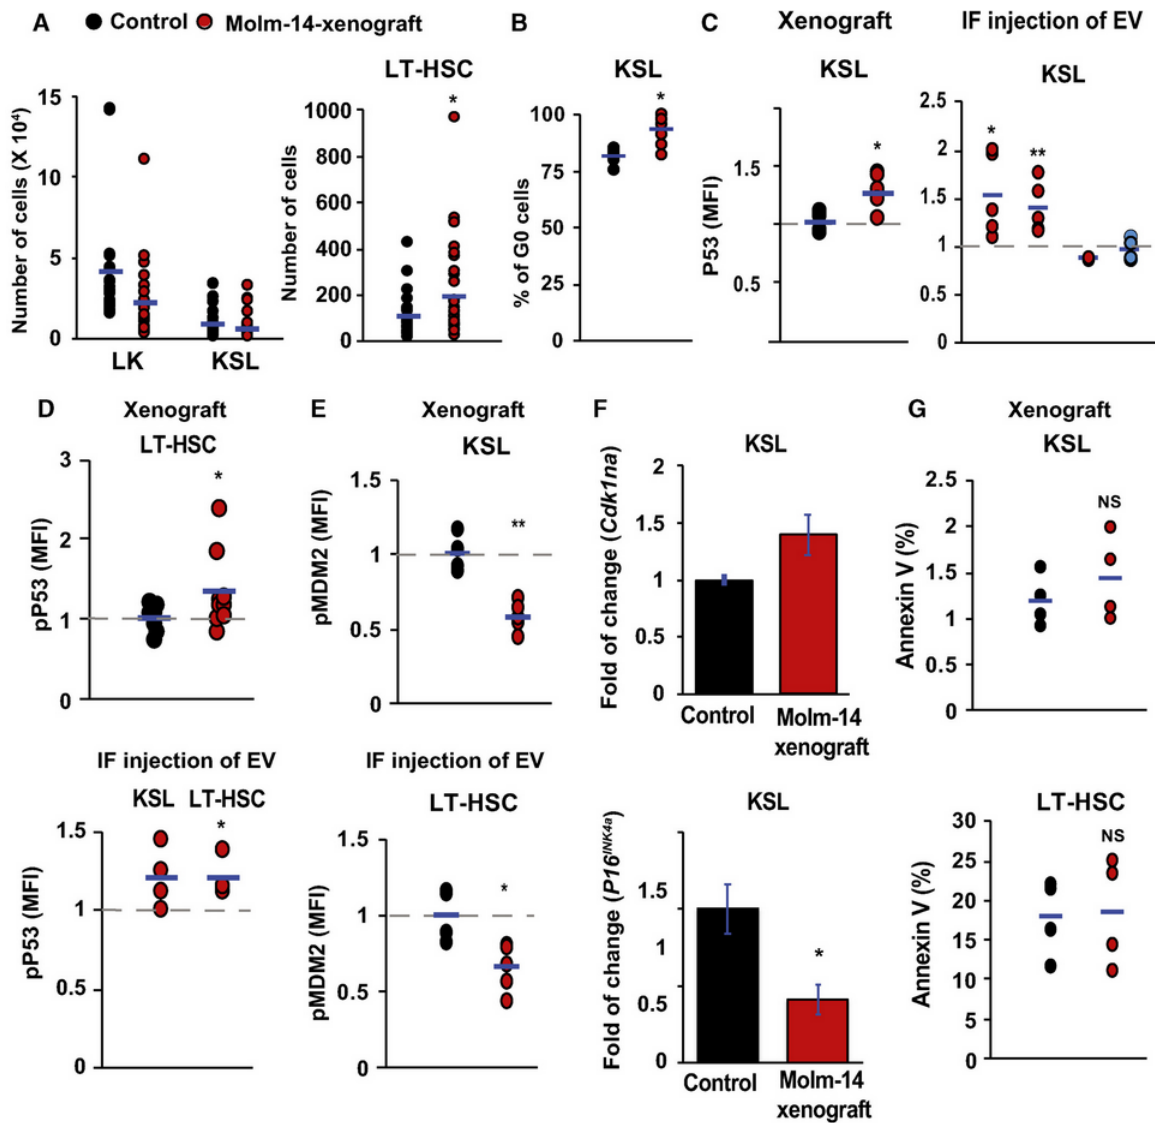 A ● Control ● Molm-14-xenograft
Number of cells (X 10⁴)
15
10
5
0
LK KSL
LT-HSC
Number of cells
1000
800
600
400
200
0
*
B
KSL
% of G0 cells
100
75
50
25
0
*
C
Xenograft
KSL
P53 (MFI)
1.5
1
0.5
*
IF injection of EV
KSL
2.5
2
1.5
1
0.5
0
*
**
D
Xenograft
LT-HSC
pP53 (MFI)
3
2
1
0
*
IF injection of EV
KSL LT-HSC
pP53 (MFI)
1.5
1
0.5
0
*
E
Xenograft
KSL
pMDM2 (MFI)
1.5
1
0.5
0
**
IF injection of EV
LT-HSC
pMDM2 (MFI)
1.5
1
0.5
0
*
F
KSL
Fold of change (Cdk1na)
2
1.5
1
0.5
0
Control Molm-14
xenograft
KSL
Fold of change (P16^INK4a)
1.5
1
0.5
0
*
Control Molm-14
xenograft
G
Xenograft
KSL
Annexin V (%)
2.5
2
1.5
1
0.5
0
NS
LT-HSC
Annexin V (%)
30
25
20
15
10
5
0
NS